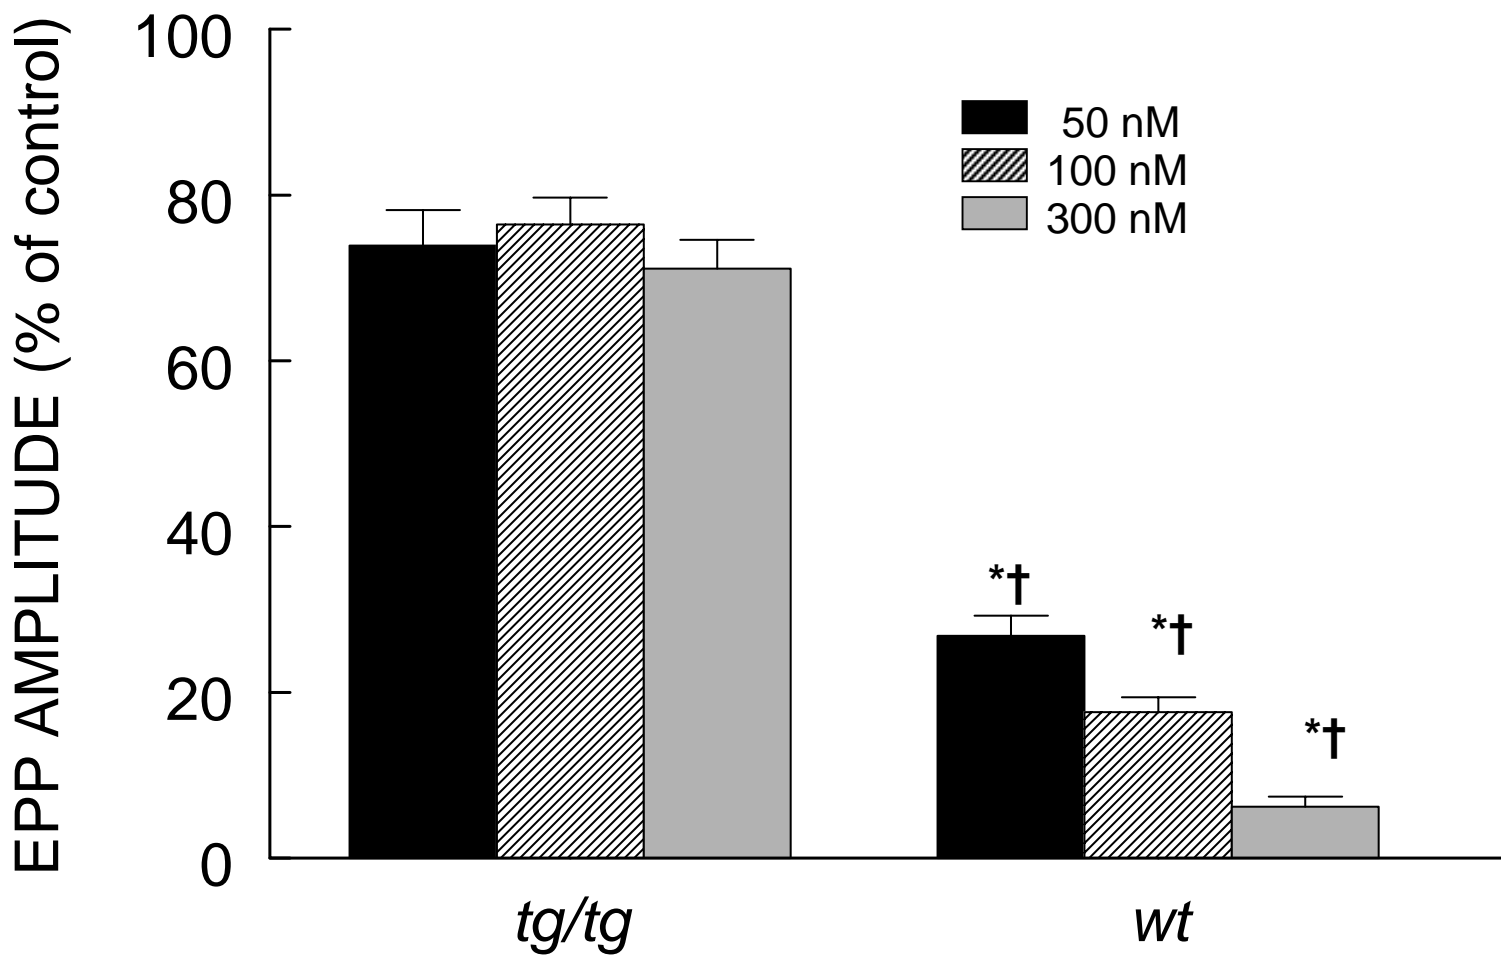 EPP AMPLITUDE (% of control)
100
80
60
40
20
0
50 nM
100 nM
300 nM
*†
*†
*†
tg/tg
wt